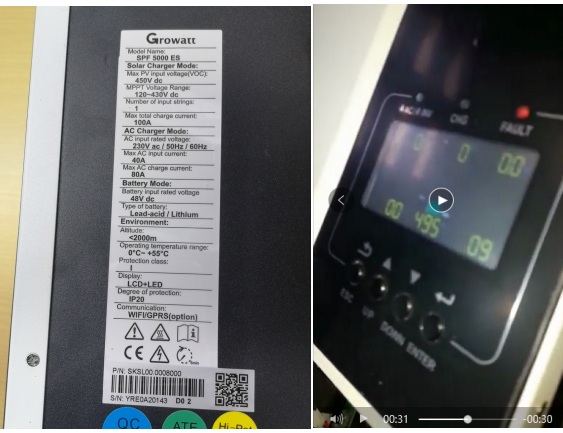 Growatt
Model Name:
SPF 5000 ES
Solar Charger Mode:
Max PV input voltage(VOC):
450V dc
MPPT Voltage Range:
120~430V dc
Number of input strings:
1
Max total charge current:
100A
AC Charger Mode:
AC input rated voltage:
230V ac / 50Hz / 60Hz
Max AC input current:
40A
Max AC charge current:
80A
Battery Mode:
Battery input rated voltage
48V dc
Type of battery:
Lead-acid / Lithium
Environment:
Altitude:
<2000m
Operating temperature range:
0°C~ +55°C
Protection class:
I
Display:
LCD+LED
Degree of protection:
IP20
Communication:
WIFI/GPRS(option)
CE
P/N: SKSL00.0008000
S/N: YRE0A20143 D0 2
QC
ATE
Hi-Pot
CHG
FAULT
0 0 00
00 495 09
ESC UP DOWN ENTER
00:31
-00:30